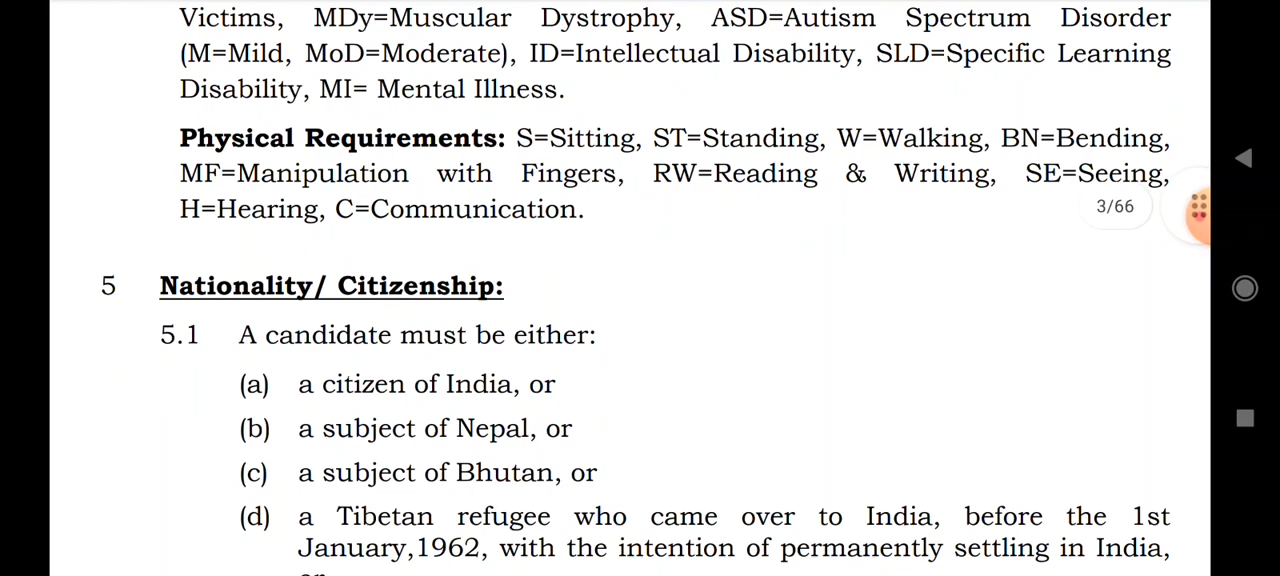 Victims, MDy=Muscular Dystrophy, ASD=Autism Spectrum Disorder
(M=Mild, MoD=Moderate), ID=Intellectual Disability, SLD=Specific Learning
Disability, MI= Mental Illness.
Physical Requirements: S=Sitting, ST=Standing, W=Walking, BN=Bending,
MF=Manipulation with Fingers, RW=Reading & Writing, SE=Seeing,
H=Hearing, C=Communication.
3/66
5 Nationality/ Citizenship:
5.1 A candidate must be either:
(a) a citizen of India, or
(b) a subject of Nepal, or
(c) a subject of Bhutan, or
(d) a Tibetan refugee who came over to India, before the 1st
January,1962, with the intention of permanently settling in India,